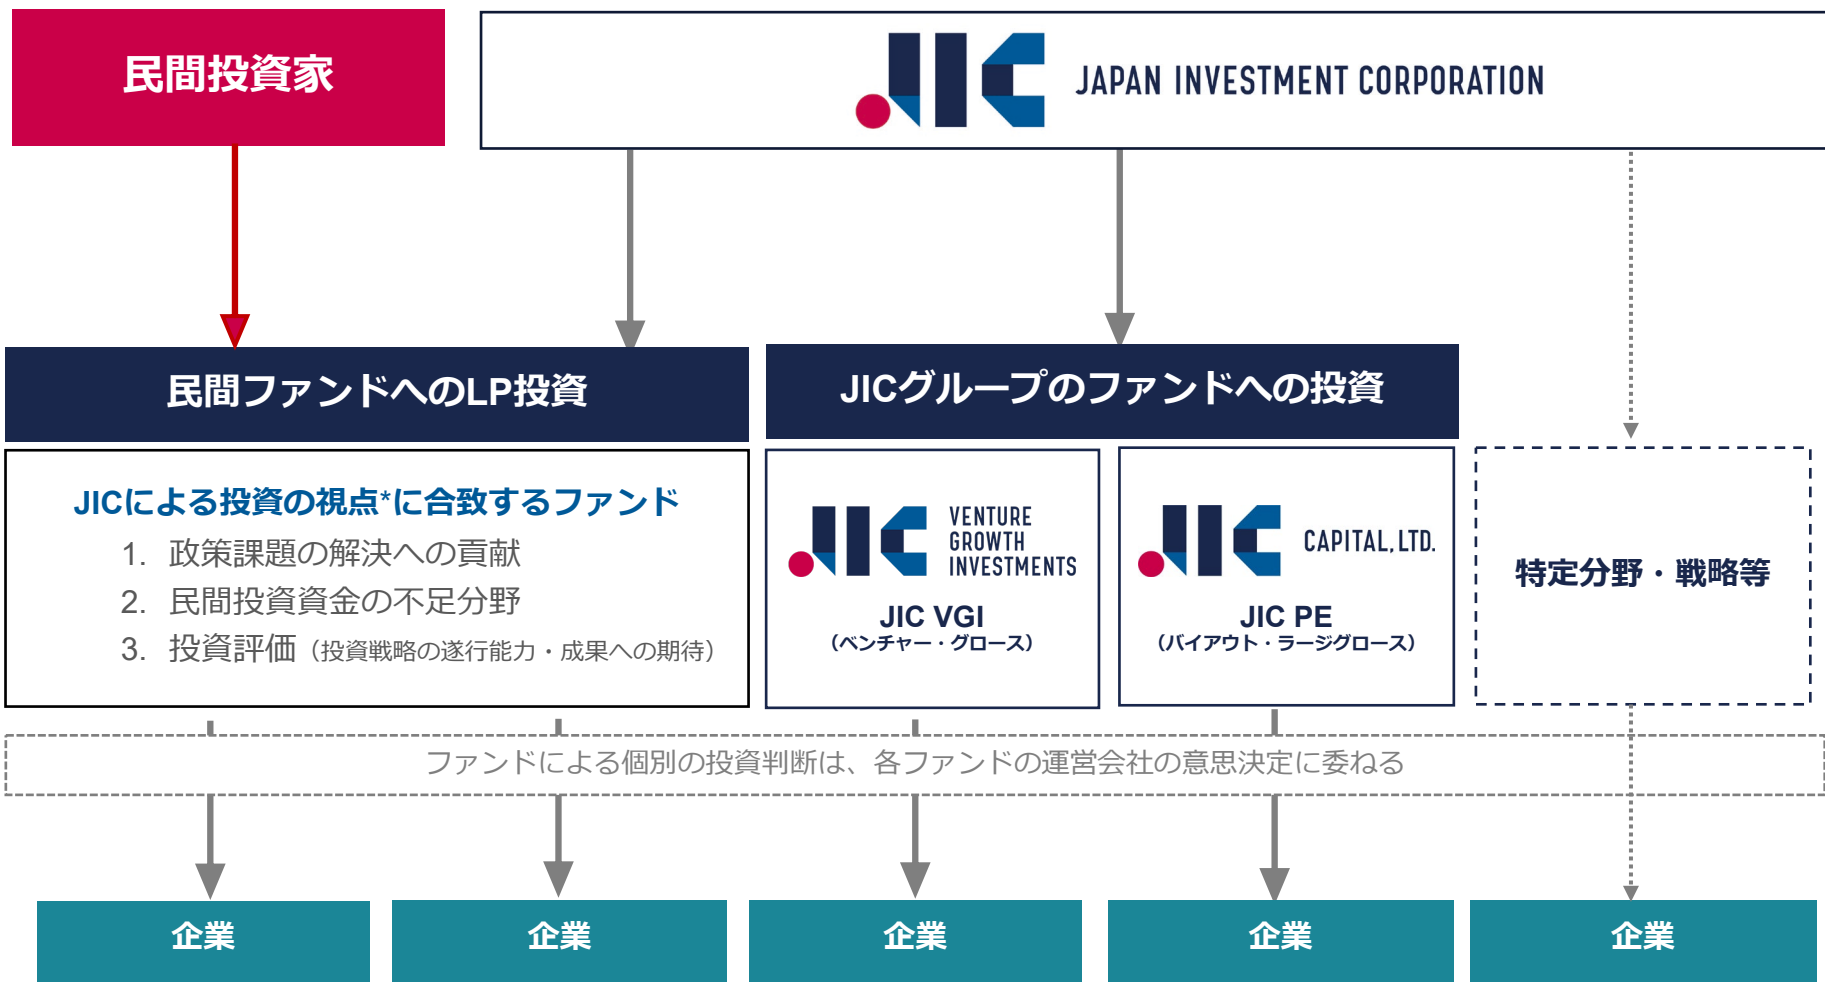 民間投資家
JIC JAPAN INVESTMENT CORPORATION
民間ファンドへのLP投資
JICグループのファンドへの投資
JICによる投資の視点*に合致するファンド
1. 政策課題の解決への貢献
2. 民間投資資金の不足分野
3. 投資評価（投資戦略の遂行能力・成果への期待）
JIC VENTURE
GROWTH
INVESTMENTS
JIC VGI
（ベンチャー・グロース）
JIC CAPITAL, LTD.
JIC PE
（バイアウト・ラージグロース）
特定分野・戦略等
ファンドによる個別の投資判断は、各ファンドの運営会社の意思決定に委ねる
企業
企業
企業
企業
企業